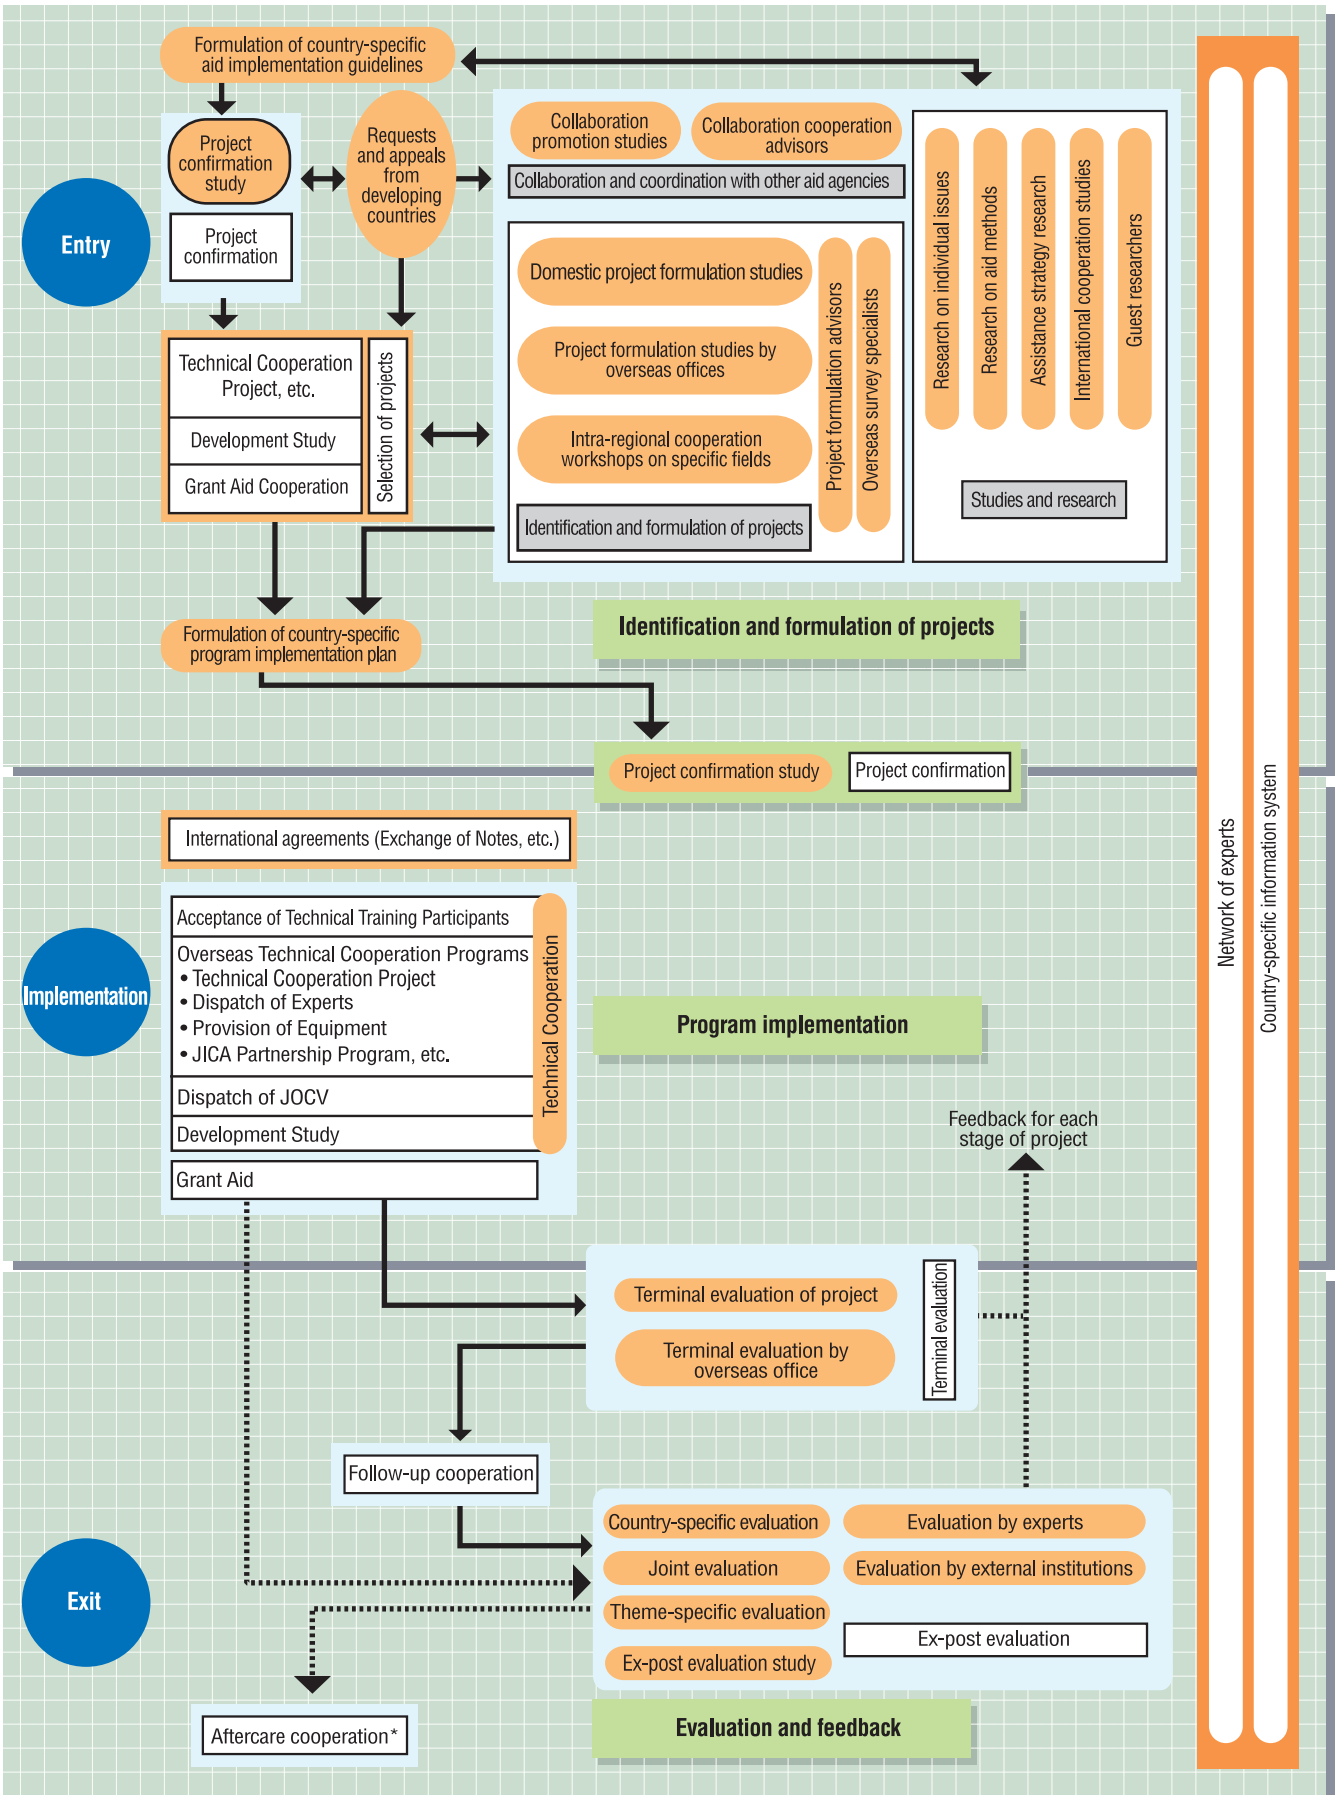 Formulation of country-specific
aid implementation guidelines
Project
confirmation
study
Requests
and appeals
from
developing
countries
Project
confirmation
Entry
Collaboration
promotion studies
Collaboration cooperation
advisors
Collaboration and coordination with other aid agencies
Domestic project formulation studies
Project formulation studies by
overseas offices
Intra-regional cooperation
workshops on specific fields
Identification and formulation of projects
Project formulation advisors
Overseas survey specialists
Research on individual issues
Research on aid methods
Assistance strategy research
International cooperation studies
Guest researchers
Studies and research
Technical Cooperation
Project, etc.
Development Study
Grant Aid Cooperation
Selection of projects
Formulation of country-specific
program implementation plan
Identification and formulation of projects
Project confirmation study
Project confirmation
Network of experts
Country-specific information system
International agreements (Exchange of Notes, etc.)
Implementation
Acceptance of Technical Training Participants
Overseas Technical Cooperation Programs
• Technical Cooperation Project
• Dispatch of Experts
• Provision of Equipment
• JICA Partnership Program, etc.
Dispatch of JOCV
Development Study
Technical Cooperation
Grant Aid
Program implementation
Feedback for each
stage of project
Terminal evaluation of project
Terminal evaluation by
overseas office
Terminal evaluation
Follow-up cooperation
Exit
Country-specific evaluation
Evaluation by experts
Joint evaluation
Evaluation by external institutions
Theme-specific evaluation
Ex-post evaluation
Ex-post evaluation study
Aftercare cooperation*
Evaluation and feedback